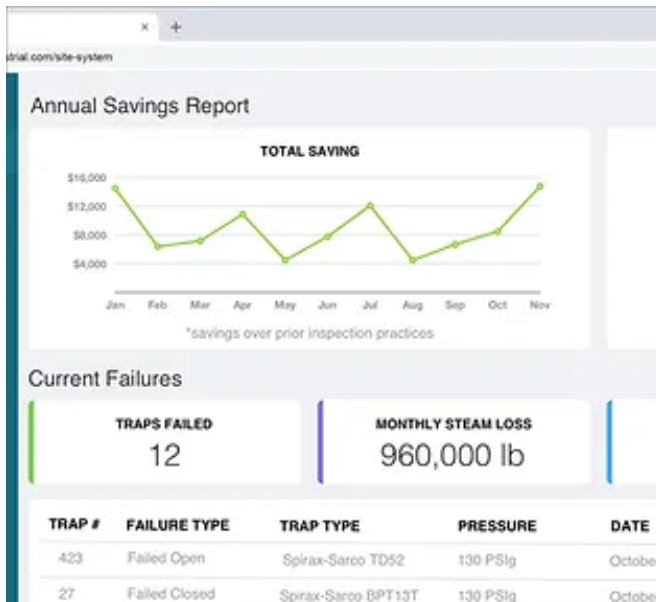 strial.com/site-system
Annual Savings Report
TOTAL SAVING
$16,000
$12,000
$8,000
$4,000
Jan Feb Mar Apr May Jun Jul Aug Sep Oct Nov
*savings over prior inspection practices
Current Failures
TRAPS FAILED
12
MONTHLY STEAM LOSS
960,000 lb
TRAP # FAILURE TYPE TRAP TYPE PRESSURE DATE
423 Failed Open Spirax-Sarco TD52 130 PSIg Octobe
27 Failed Closed Spirax-Sarco BPT13T 130 PSIg Octobe